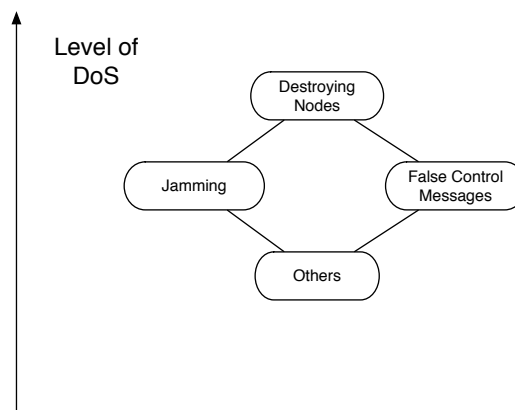 Level of
DoS
Destroying
Nodes
Jamming
False Control
Messages
Others